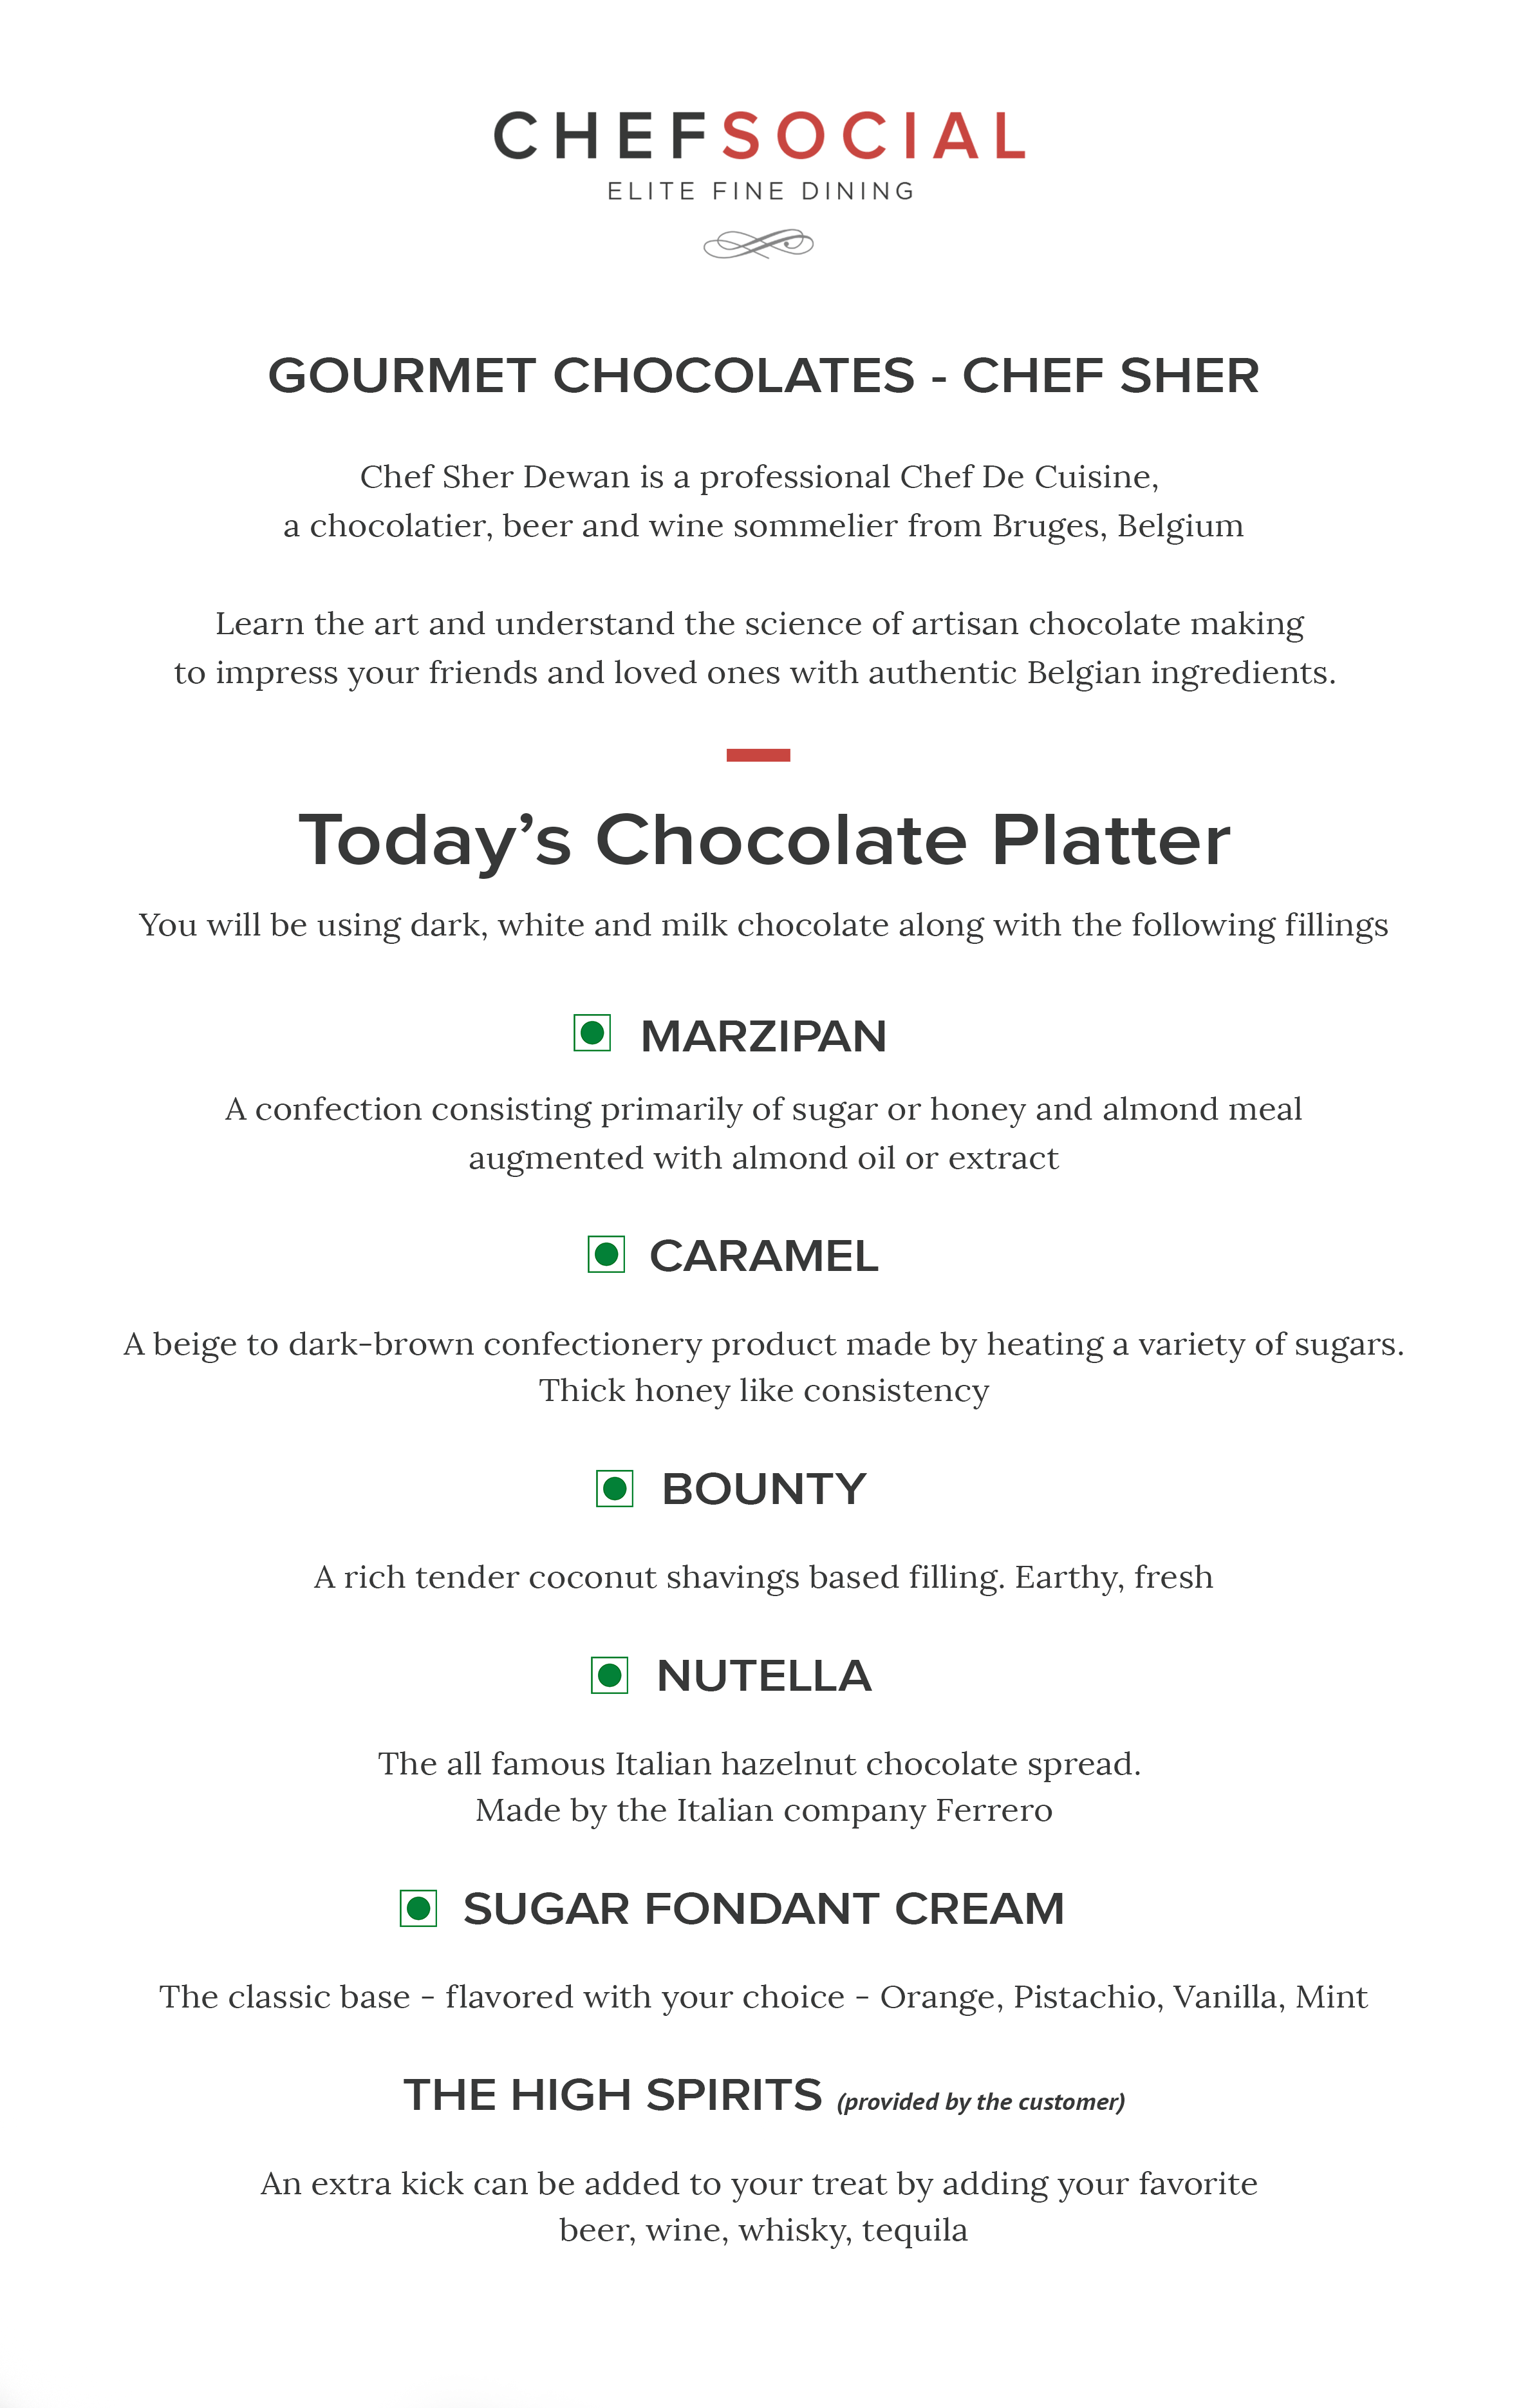 CHEFSOCIAL
ELITE FINE DINING
GOURMET CHOCOLATES - CHEF SHER
Chef Sher Dewan is a professional Chef De Cuisine,
a chocolatier, beer and wine sommelier from Bruges, Belgium
Learn the art and understand the science of artisan chocolate making
to impress your friends and loved ones with authentic Belgian ingredients.
Today’s Chocolate Platter
You will be using dark, white and milk chocolate along with the following fillings
MARZIPAN
A confection consisting primarily of sugar or honey and almond meal
augmented with almond oil or extract
CARAMEL
A beige to dark-brown confectionery product made by heating a variety of sugars.
Thick honey like consistency
BOUNTY
A rich tender coconut shavings based filling. Earthy, fresh
NUTELLA
The all famous Italian hazelnut chocolate spread.
Made by the Italian company Ferrero
SUGAR FONDANT CREAM
The classic base - flavored with your choice - Orange, Pistachio, Vanilla, Mint
THE HIGH SPIRITS (provided by the customer)
An extra kick can be added to your treat by adding your favorite
beer, wine, whisky, tequila